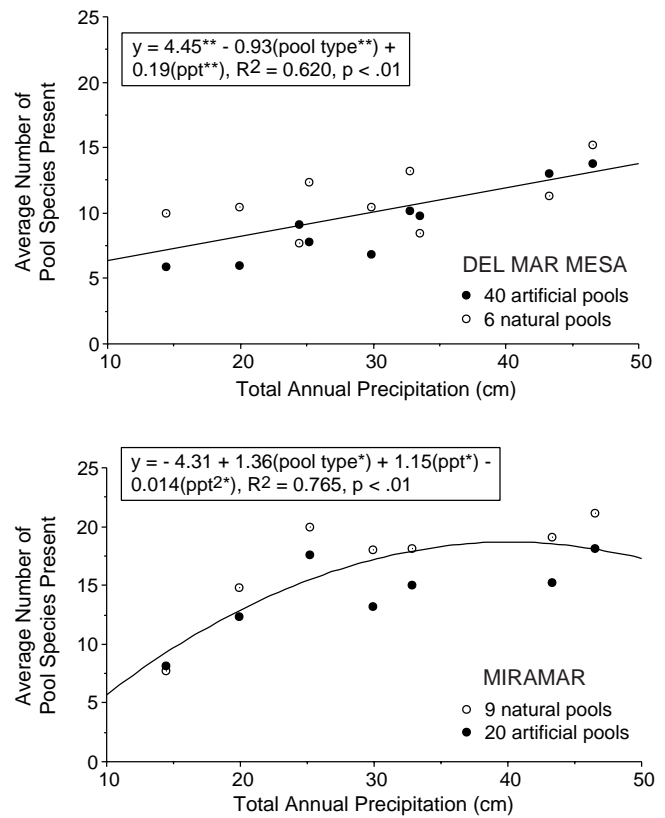 25
20
15
10
5
0
Average Number of
Pool Species Present
y = 4.45** - 0.93(pool type**) +
0.19(ppt**), R2 = 0.620, p < .01
DEL MAR MESA
40 artificial pools
6 natural pools
10 20 30 40 50
Total Annual Precipitation (cm)
25
20
15
10
5
0
Average Number of
Pool Species Present
y = - 4.31 + 1.36(pool type*) + 1.15(ppt*) -
0.014(ppt2*), R2 = 0.765, p < .01
MIRAMAR
9 natural pools
20 artificial pools
10 20 30 40 50
Total Annual Precipitation (cm)